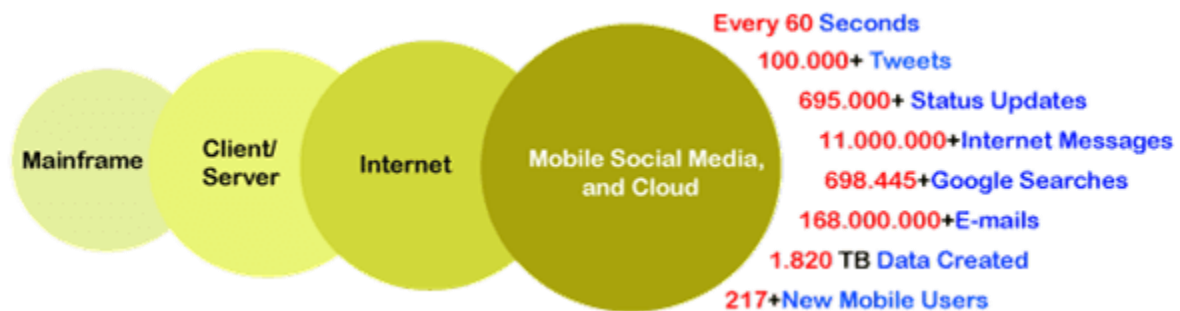 Mainframe
Client/
Server
Internet
Mobile Social Media,
and Cloud
Every 60 Seconds
100.000+ Tweets
695.000+ Status Updates
11.000.000+Internet Messages
698.445+Google Searches
168.000.000+E-mails
1.820 TB Data Created
217+New Mobile Users